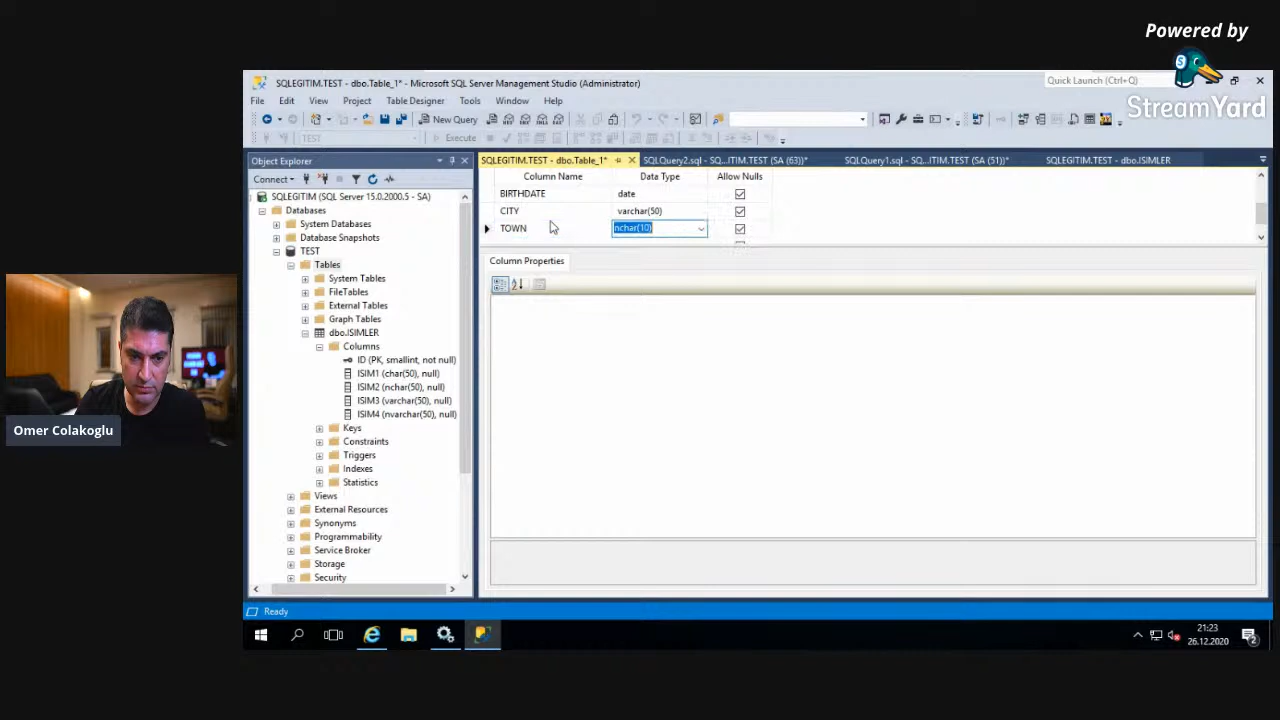 Powered by
StreamYard
SQLEGITIM.TEST - dbo.Table_1* - Microsoft SQL Server Management Studio (Administrator)
Quick Launch (Ctrl+Q)
File Edit View Project Table Designer Tools Window Help
New Query
TEST
Execute
Object Explorer
SQLEGITIM.TEST - dbo.Table_1*
SQLQuery2.sql - SQ...ITIM.TEST (SA (63))*
SQLQuery1.sql - SQ...ITIM.TEST (SA (51))*
SQLEGITIM.TEST - dbo.ISIMLER
Connect
Column Name Data Type Allow Nulls
BIRTHDATE date
CITY varchar(50)
TOWN nchar(10)
Column Properties
SQLEGITIM (SQL Server 15.0.2000.5 - SA)
Databases
System Databases
Database Snapshots
TEST
Tables
System Tables
FileTables
External Tables
Graph Tables
dbo.ISIMLER
Columns
ID (PK, smallint, not null)
ISIM1 (char(50), null)
ISIM2 (nchar(50), null)
ISIM3 (varchar(50), null)
ISIM4 (nvarchar(50), null)
Keys
Constraints
Triggers
Indexes
Statistics
Views
External Resources
Synonyms
Programmability
Service Broker
Storage
Security
Omer Colakoglu
Ready
21:23
26.12.2020
2